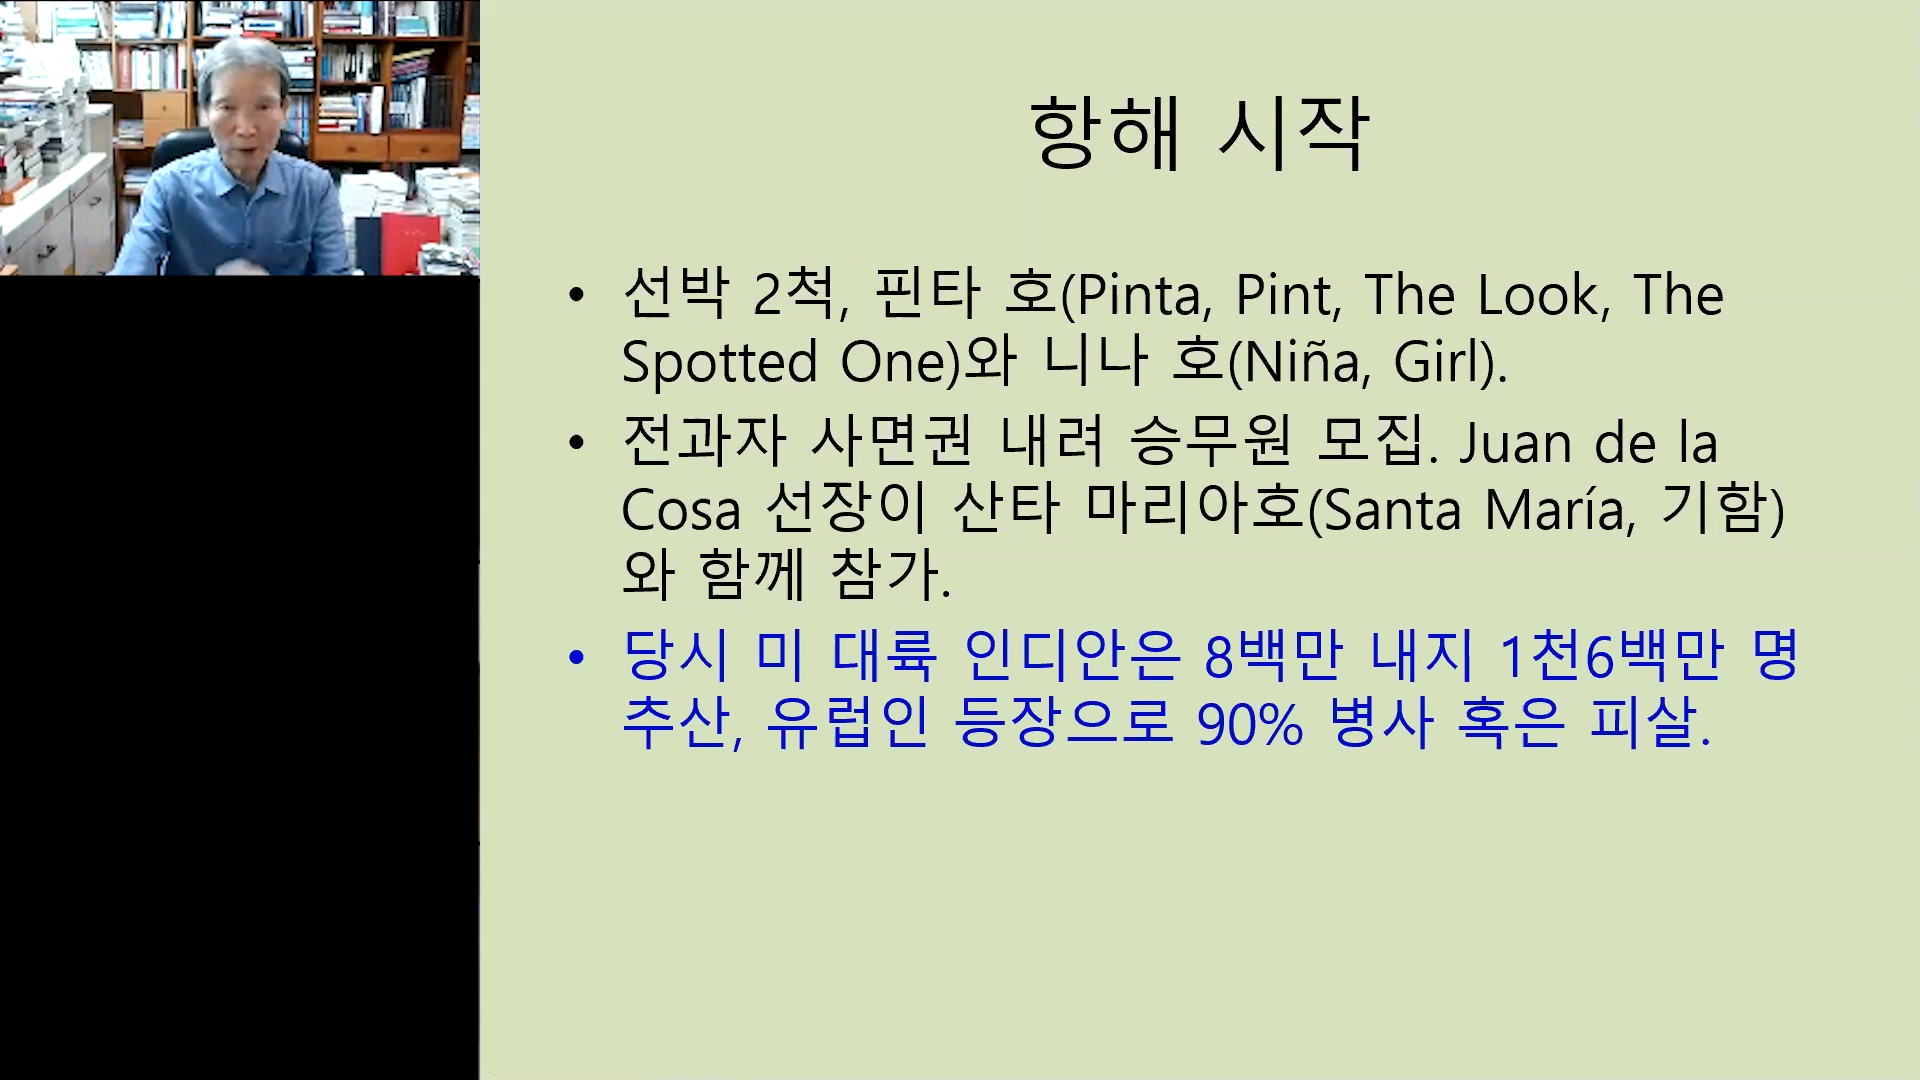 항해 시작
• 선박 2척, 핀타 호(Pinta, Pint, The Look, The
Spotted One)와 니나 호(Niña, Girl).
• 전과자 사면권 내려 승무원 모집. Juan de la
Cosa 선장이 산타 마리아호(Santa María, 기함)
와 함께 참가.
• 당시 미 대륙 인디안은 8백만 내지 1천6백만 명
추산, 유럽인 등장으로 90% 병사 혹은 피살.